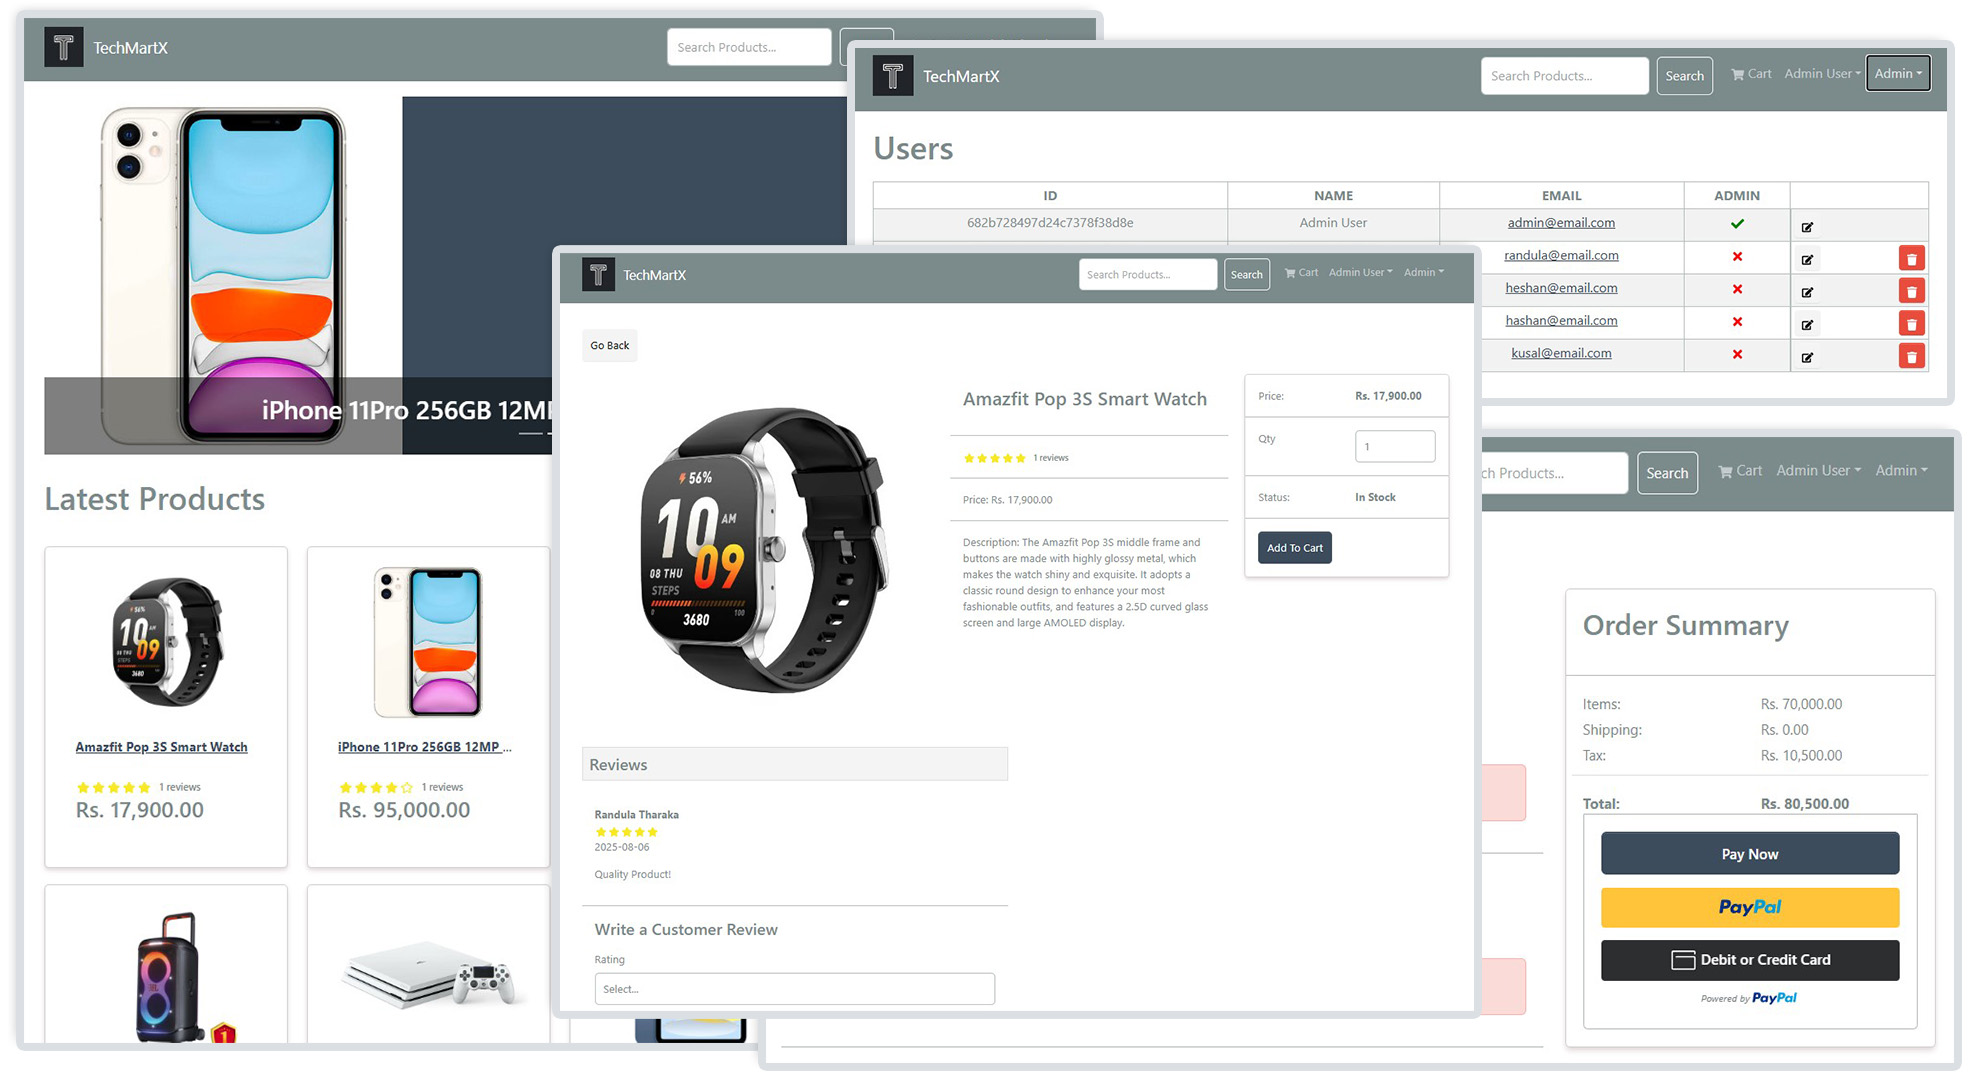 TechMartX
Search Products...
iPhone 11Pro 256GB 12MP
Latest Products
Amazfit Pop 3S Smart Watch
1 reviews
Rs. 17,900.00
iPhone 11Pro 256GB 12MP ...
1 reviews
Rs. 95,000.00
TechMartX
Search Products...
Search
Cart
Admin User
Admin
Users
ID NAME EMAIL ADMIN
682b728497d24c7378f38d8e Admin User admin@email.com
randula@email.com
heshan@email.com
hashan@email.com
kusal@email.com
TechMartX
Search Products...
Search
Cart
Admin User
Admin
Go Back
56%
10 AM
08 THU 09
STEPS
0 100
3680
Amazfit Pop 3S Smart Watch
1 reviews
Price: Rs. 17,900.00
Description: The Amazfit Pop 3S middle frame and
buttons are made with highly glossy metal, which
makes the watch shiny and exquisite. It adopts a
classic round design to enhance your most
fashionable outfits, and features a 2.5D curved glass
screen and large AMOLED display.
Price: Rs. 17,900.00
Qty 1
Status: In Stock
Add To Cart
Reviews
Randula Tharaka
2025-08-06
Quality Product!
Write a Customer Review
Rating
Select...
ch Products...
Search
Cart
Admin User
Admin
Order Summary
Items: Rs. 70,000.00
Shipping: Rs. 0.00
Tax: Rs. 10,500.00
Total: Rs. 80,500.00
Pay Now
PayPal
Debit or Credit Card
Powered by PayPal